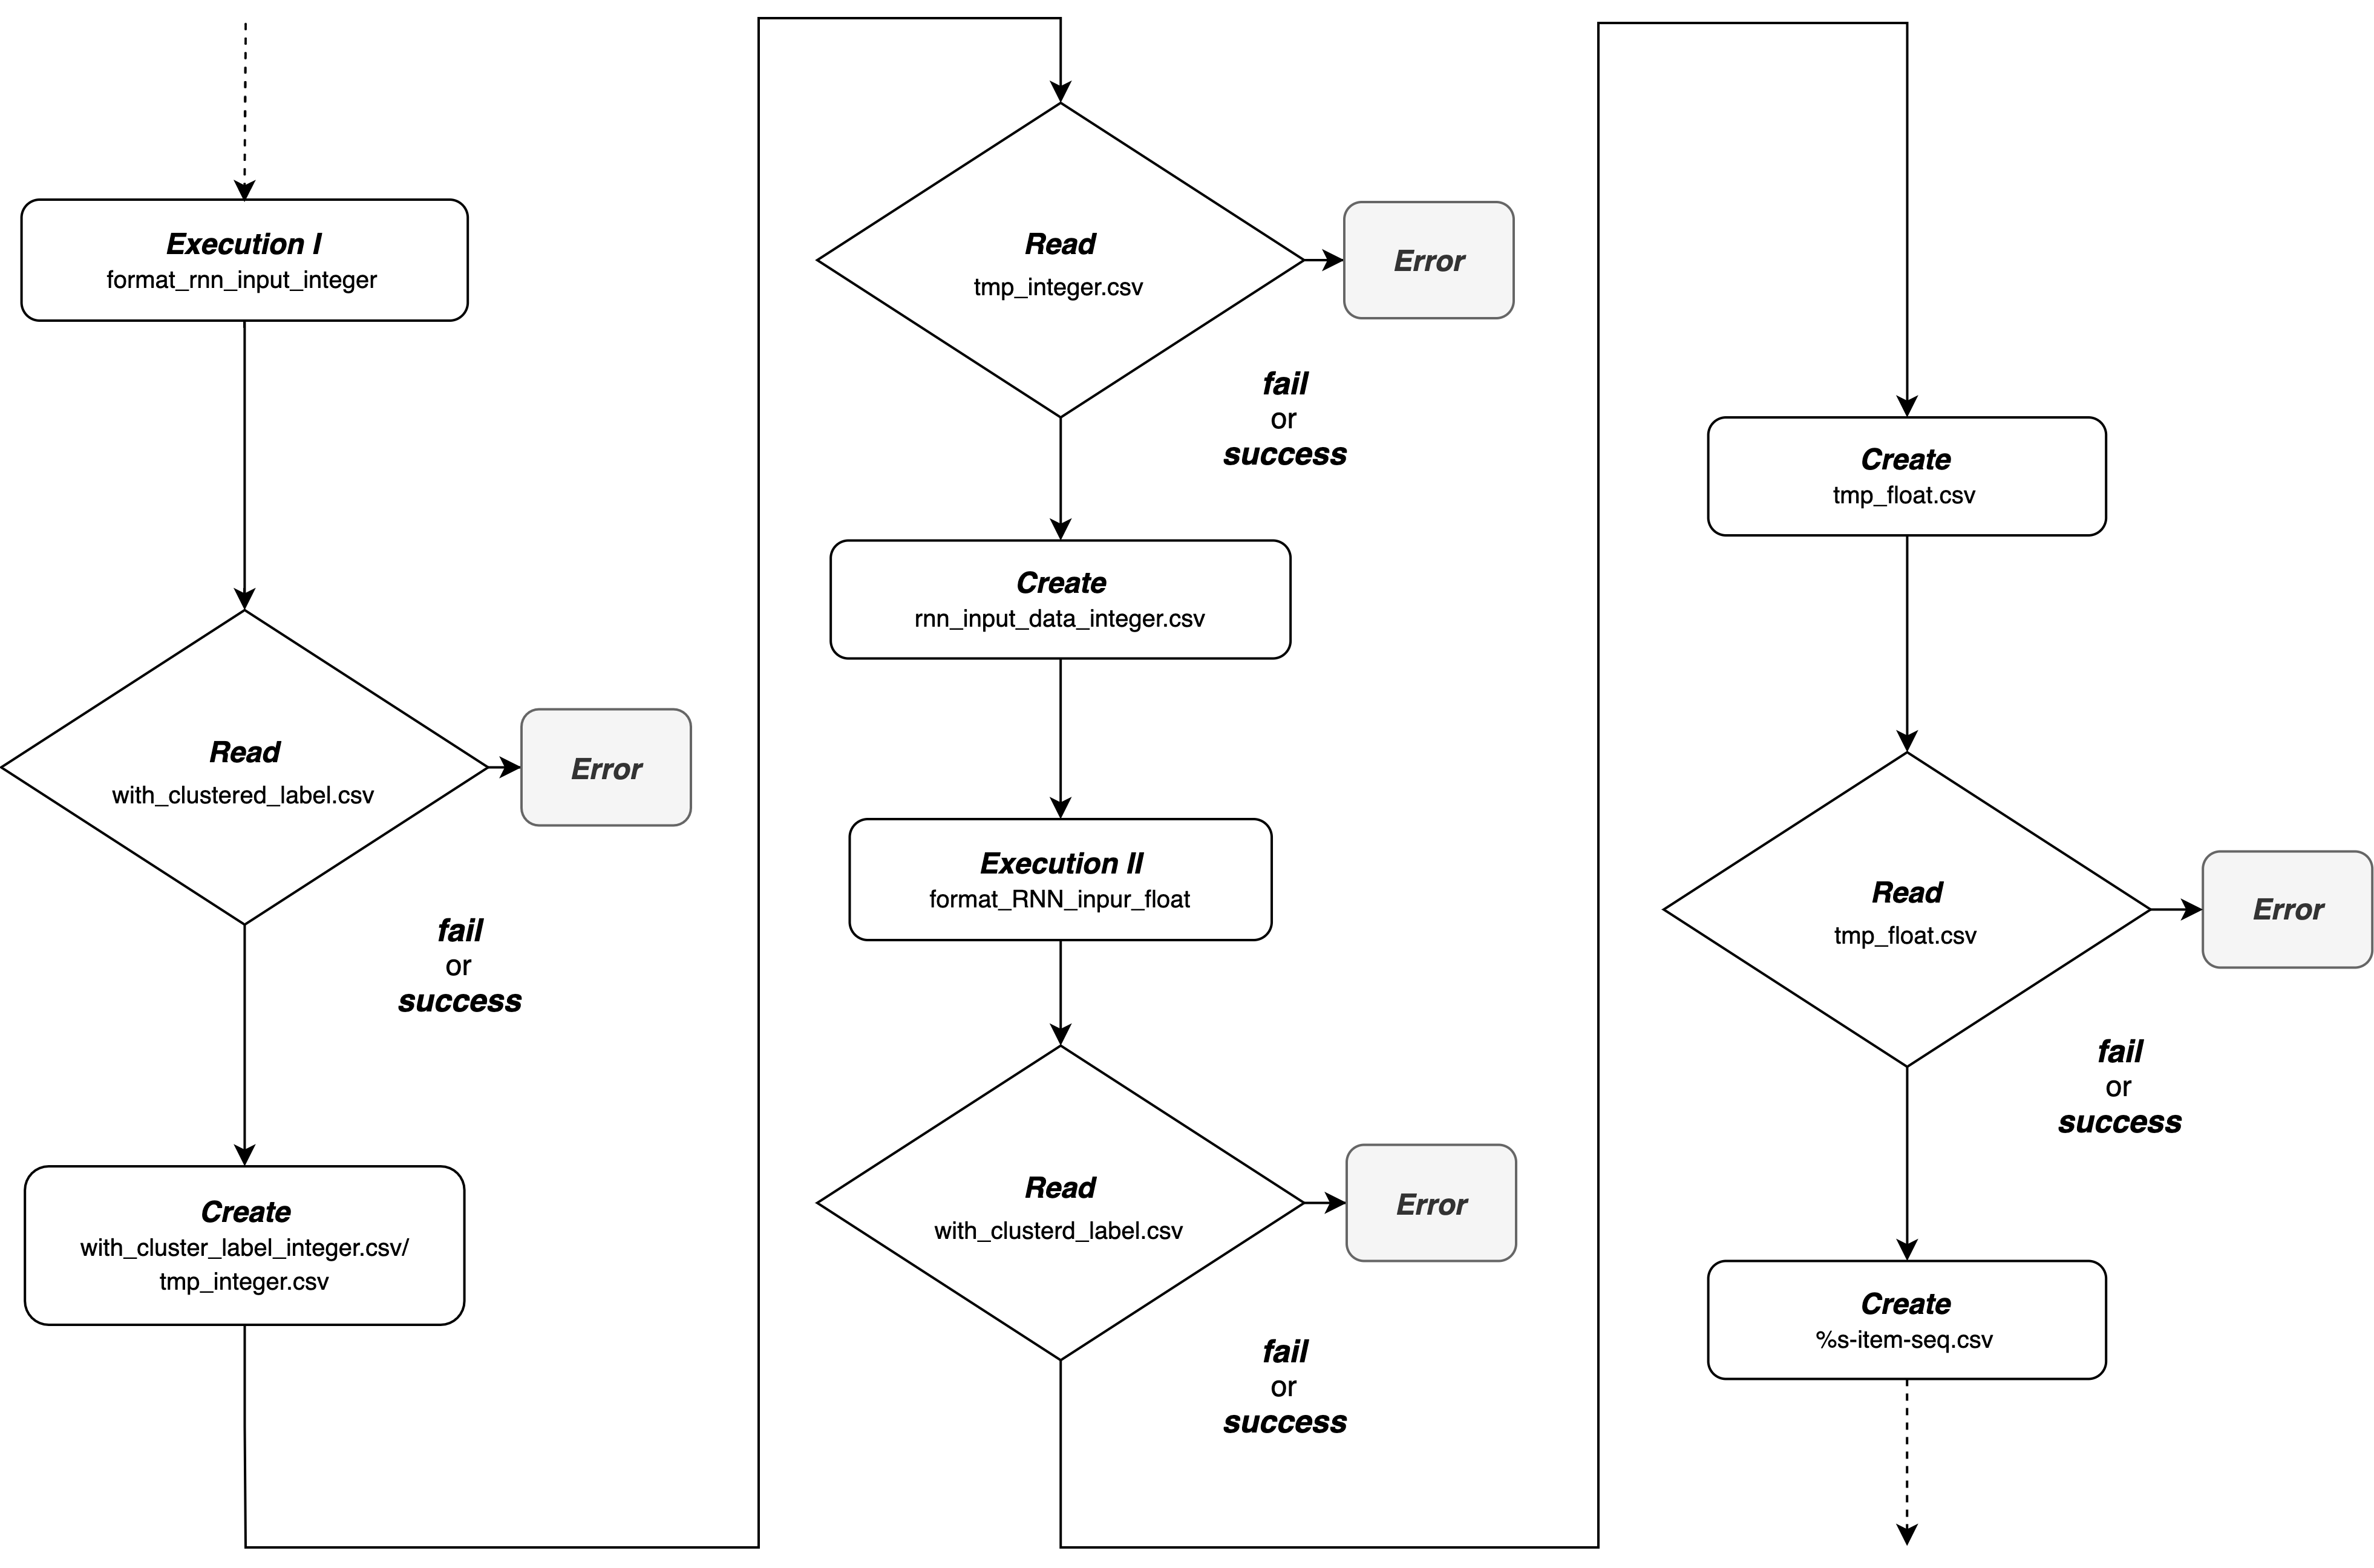 Execution I
format_rnn_input_integer
Read
with_clustered_label.csv
Error
fail
or
success
Create
with_cluster_label_integer.csv/
tmp_integer.csv
Read
tmp_integer.csv
Error
fail
or
success
Create
rnn_input_data_integer.csv
Execution II
format_RNN_inpur_float
Read
with_clusterd_label.csv
Error
fail
or
success
Create
tmp_float.csv
Read
tmp_float.csv
Error
fail
or
success
Create
%s-item-seq.csv